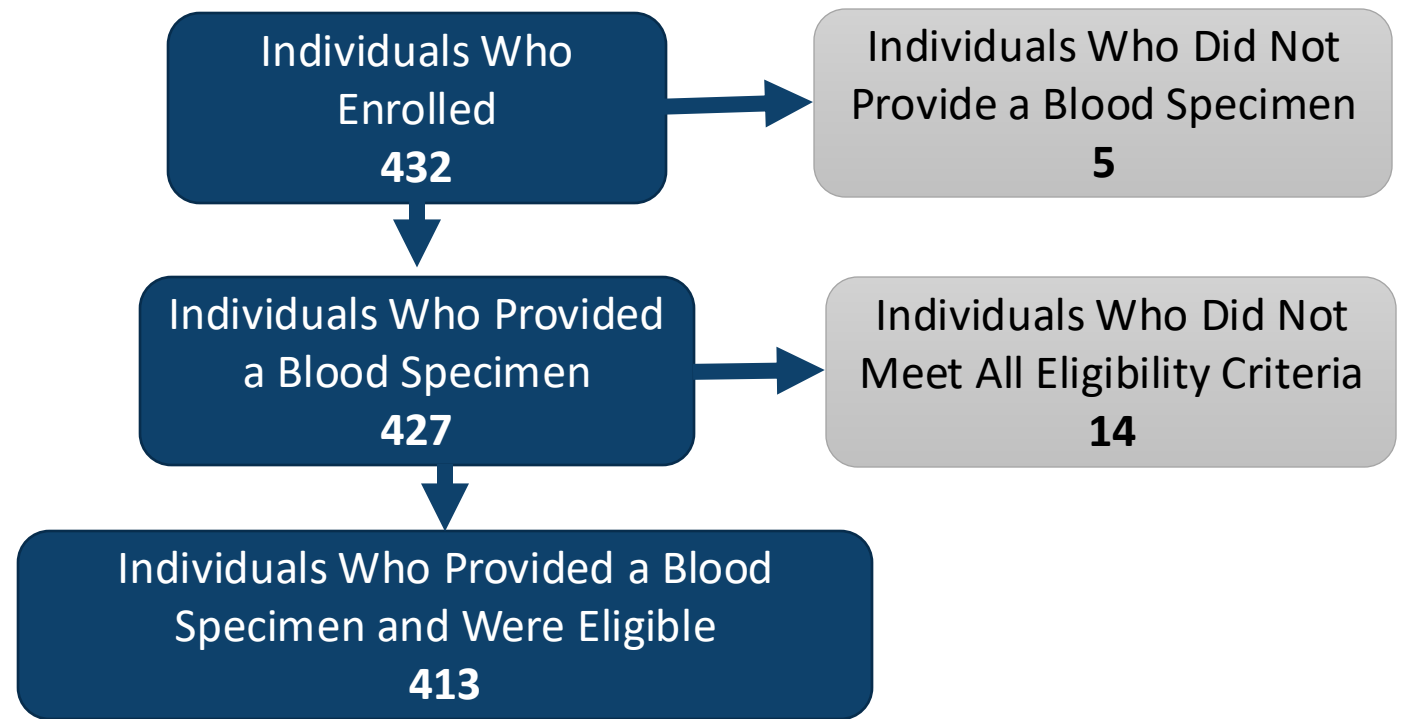 Individuals Who
Enrolled
432
Individuals Who Did Not
Provide a Blood Specimen
5
Individuals Who Provided
a Blood Specimen
427
Individuals Who Did Not
Meet All Eligibility Criteria
14
Individuals Who Provided a Blood
Specimen and Were Eligible
413